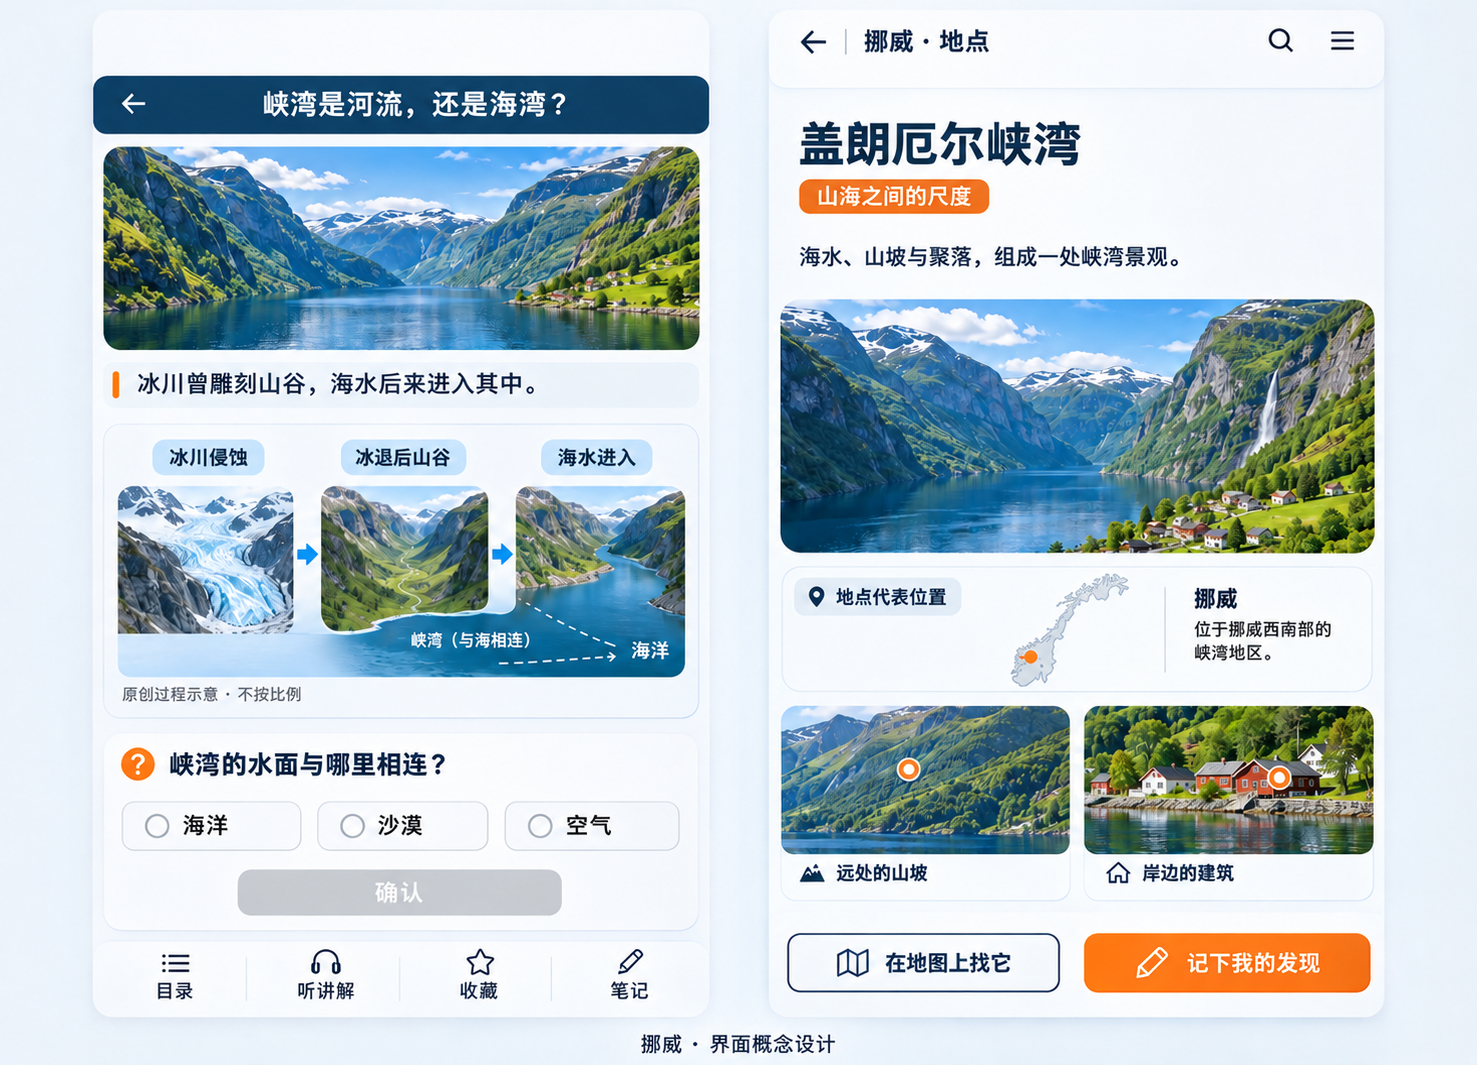 峡湾是河流，还是海湾？
冰川曾雕刻山谷，海水后来进入其中。
冰川侵蚀
冰退后山谷
海水进入
峡湾（与海相连）
海洋
原创过程示意 · 不按比例
?
峡湾的水面与哪里相连？
海洋
沙漠
空气
确认
目录
听讲解
收藏
笔记
挪威 · 地点
盖朗厄尔峡湾
山海之间的尺度
海水、山坡与聚落，组成一处峡湾景观。
地点代表位置
挪威
位于挪威西南部的
峡湾地区。
远处的山坡
岸边的建筑
在地图上找它
记下我的发现
挪威 · 界面概念设计